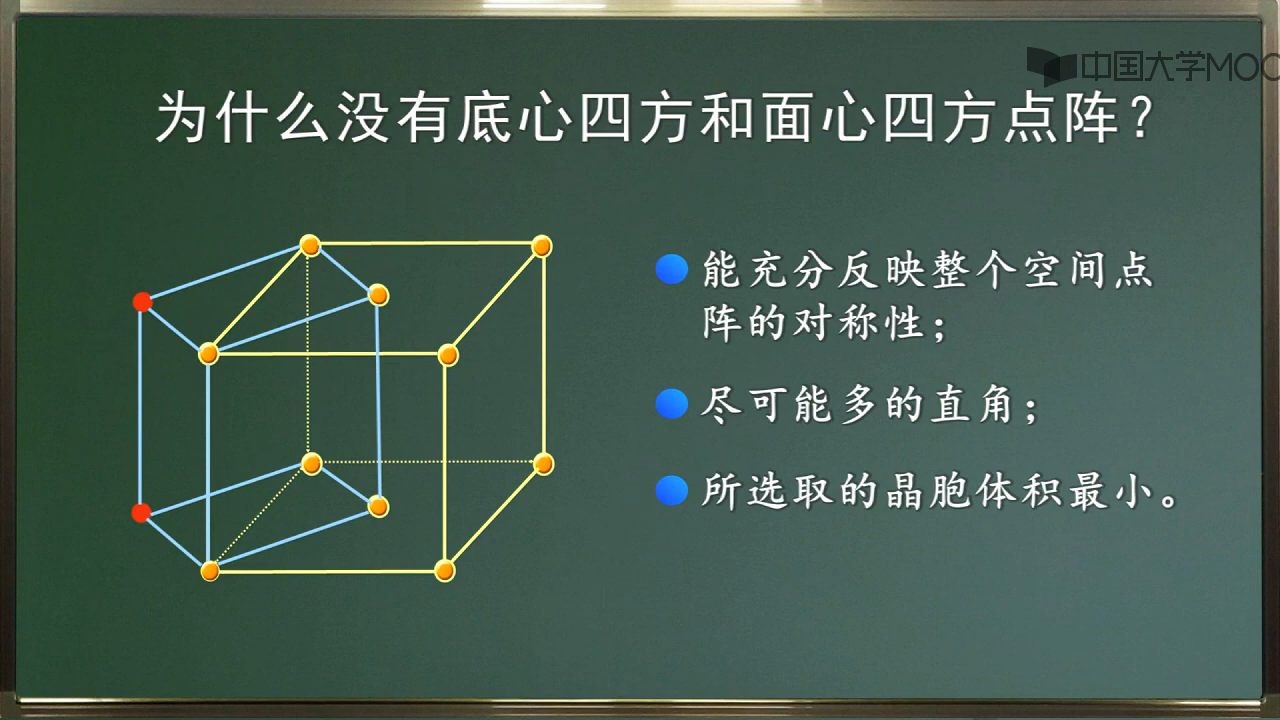 中国大学MOOC
为什么没有底心四方和面心四方点阵?
能充分反映整个空间点
阵的对称性;
尽可能多的直角;
所选取的晶胞体积最小。